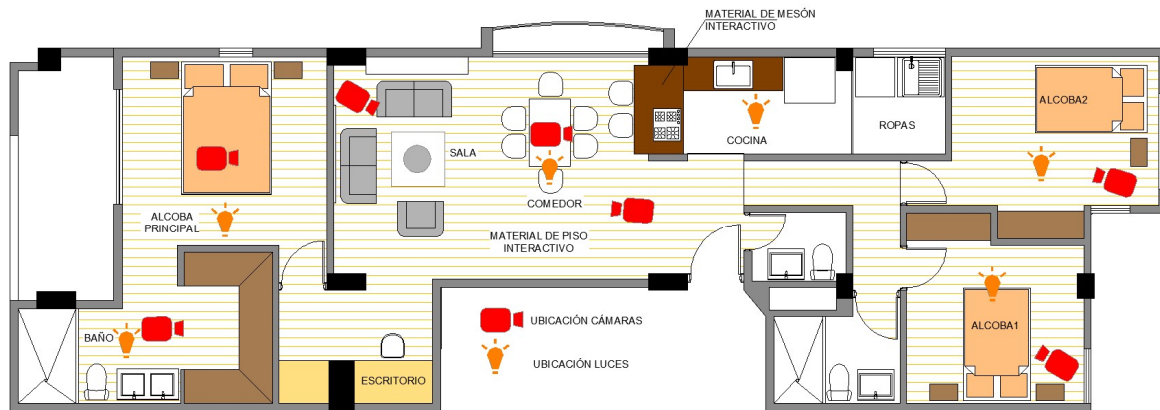 MATERIAL DE MESÓN
INTERACTIVO
ALCOBA2
ROPAS
COCINA
SALA
COMEDOR
ALCOBA
PRINCIPAL
MATERIAL DE PISO
INTERACTIVO
UBICACIÓN CÁMARAS
BAÑO
ALCOBA1
UBICACIÓN LUCES
ESCRITORIO